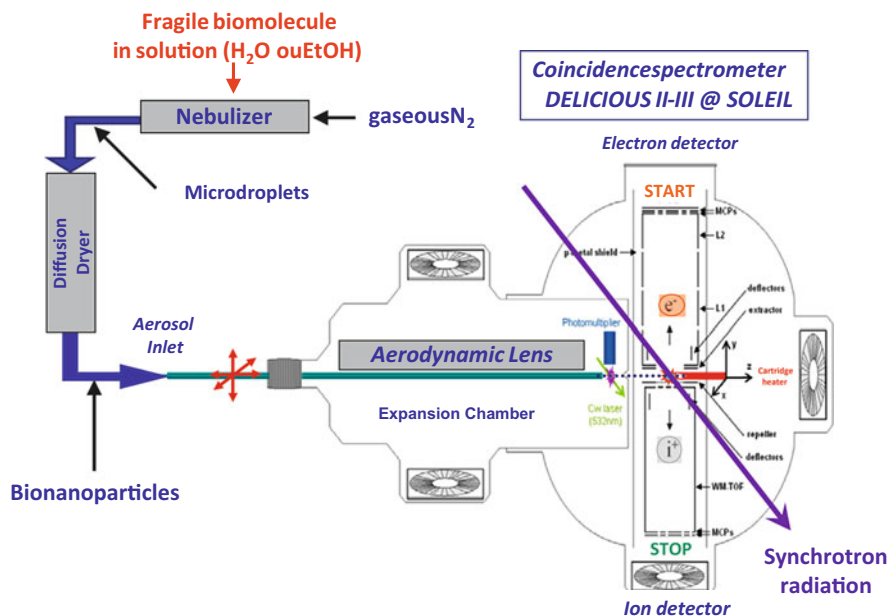 Fragile biomolecule
in solution (H₂O ouEtOH)
Nebulizer
gaseousN₂
Microdroplets
Diffusion
Dryer
Aerosol
Inlet
Bionanoparticles
Aerodynamic Lens
Expansion Chamber
Photomultiplier
Cw laser
(532nm)
Coincidencespectrometer
DELICIOUS II-III @ SOLEIL
Electron detector
START
MCPs
L2
deflectors
L1
e⁻
extractor
y
z
x
Cartridge
heater
repeller
i⁺
deflectors
WM.TOF
MCPs
STOP
Synchrotron
radiation
Ion detector